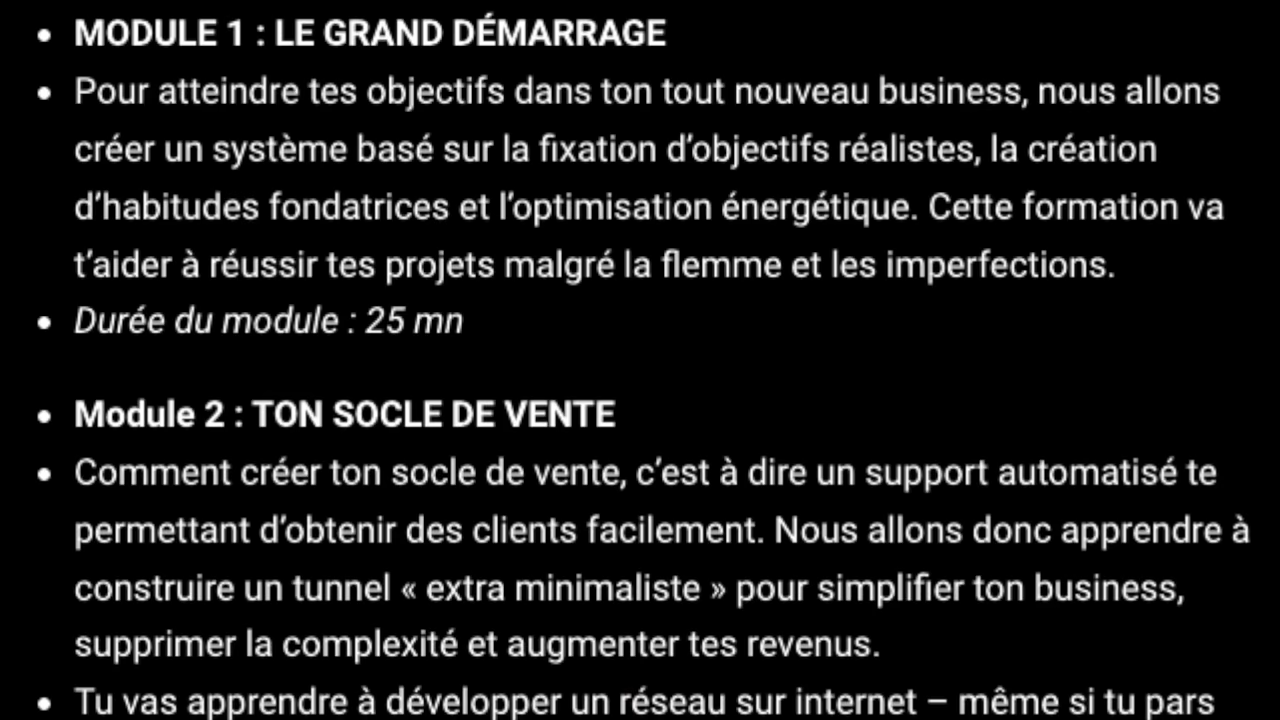 • MODULE 1 : LE GRAND DÉMARRAGE
• Pour atteindre tes objectifs dans ton tout nouveau business, nous allons
créer un système basé sur la fixation d’objectifs réalistes, la création
d’habitudes fondatrices et l’optimisation énergétique. Cette formation va
t’aider à réussir tes projets malgré la flemme et les imperfections.
• Durée du module : 25 mn
• Module 2 : TON SOCLE DE VENTE
• Comment créer ton socle de vente, c’est à dire un support automatisé te
permettant d’obtenir des clients facilement. Nous allons donc apprendre à
construire un tunnel « extra minimaliste » pour simplifier ton business,
supprimer la complexité et augmenter tes revenus.
• Tu vas apprendre à développer un réseau sur internet – même si tu pars